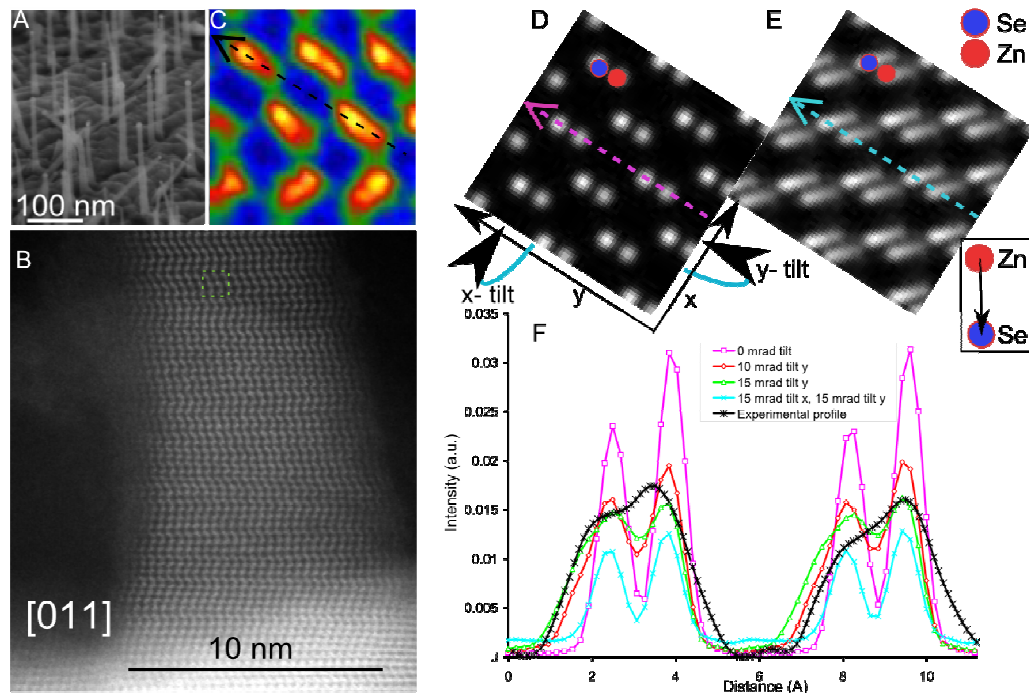 A
C
100 nm
B
[011]
10 nm
D
E
Se
Zn
x- tilt
y
x
y- tilt
Zn
Se
F
0 mrad tilt
10 mrad tilt y
15 mrad tilt y
15 mrad tilt x, 15 mrad tilt y
Experimental profile
Intensity (a.u.)
0.035
0.03
0.025
0.02
0.015
0.01
0.005
0
2
4
6
8
10
Distance (A)